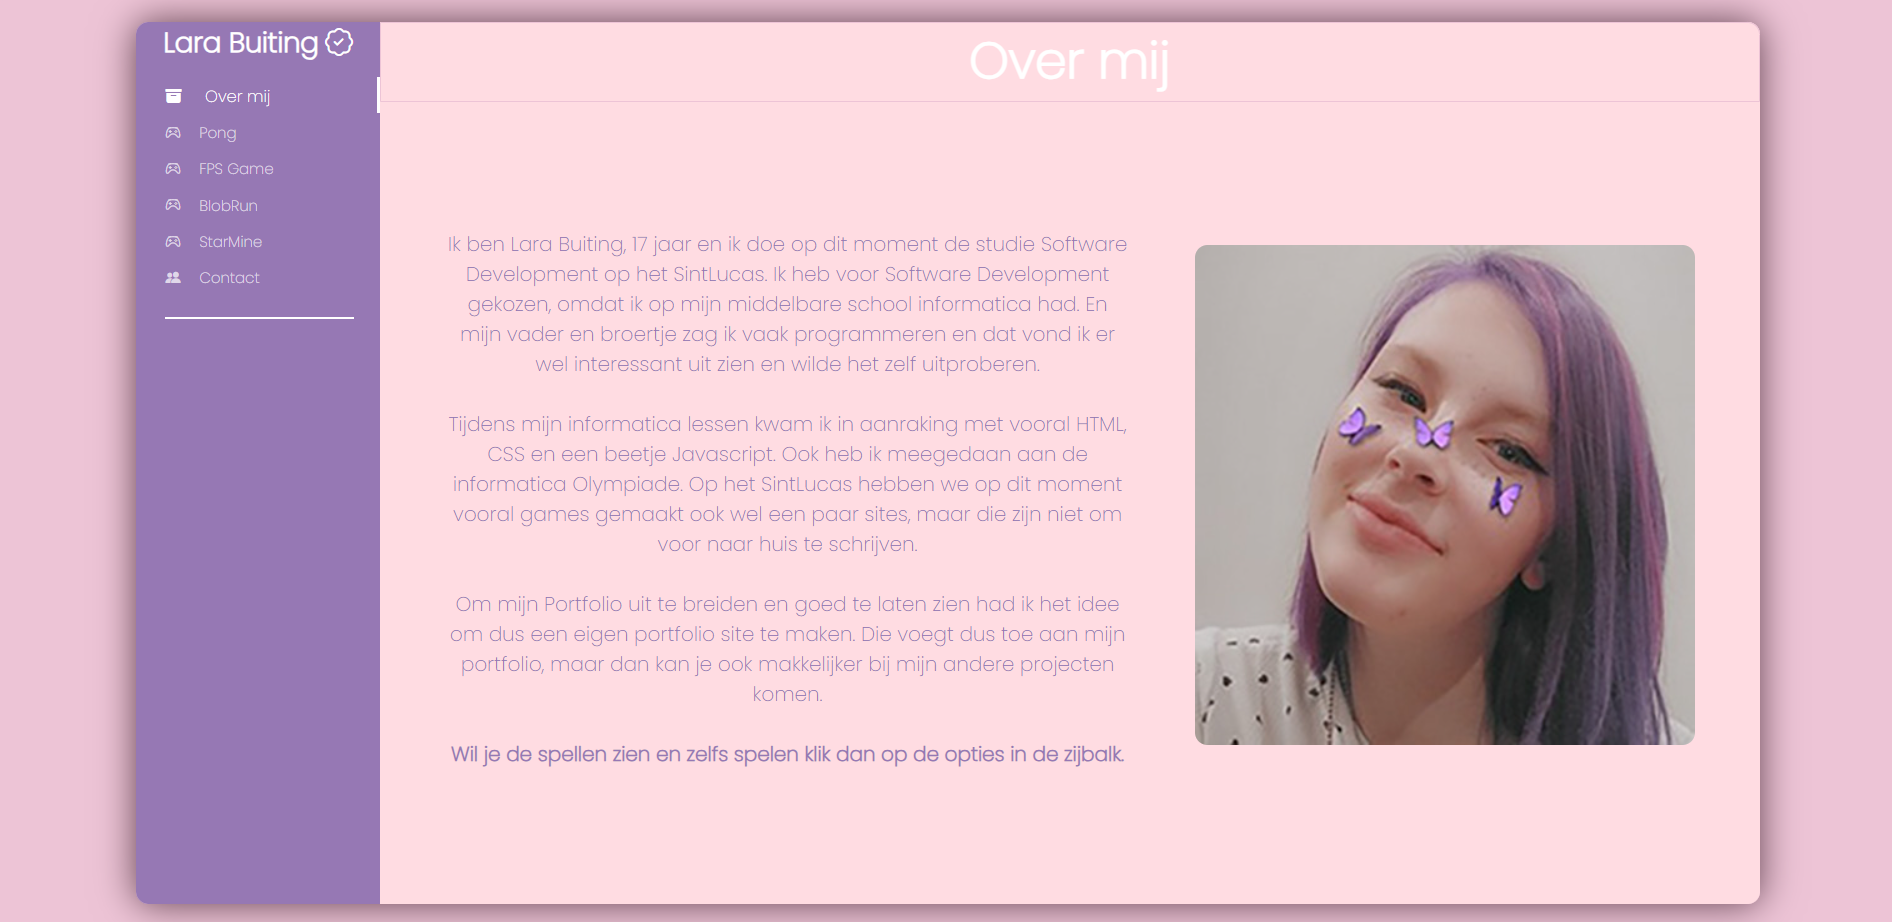 Lara Buiting
Over mij
Pong
FPS Game
BlobRun
StarMine
Contact
Over mij
Ik ben Lara Buiting, 17 jaar en ik doe op dit moment de studie Software
Development op het SintLucas. Ik heb voor Software Development
gekozen, omdat ik op mijn middelbare school informatica had. En
mijn vader en broertje zag ik vaak programmeren en dat vond ik er
wel interessant uit zien en wilde het zelf uitproberen.
Tijdens mijn informatica lessen kwam ik in aanraking met vooral HTML,
CSS en een beetje Javascript. Ook heb ik meegedaan aan de
informatica Olympiade. Op het SintLucas hebben we op dit moment
vooral games gemaakt ook wel een paar sites, maar die zijn niet om
voor naar huis te schrijven.
Om mijn Portfolio uit te breiden en goed te laten zien had ik het idee
om dus een eigen portfolio site te maken. Die voegt dus toe aan mijn
portfolio, maar dan kan je ook makkelijker bij mijn andere projecten
komen.
Wil je de spellen zien en zelfs spelen klik dan op de opties in de zijbalk.